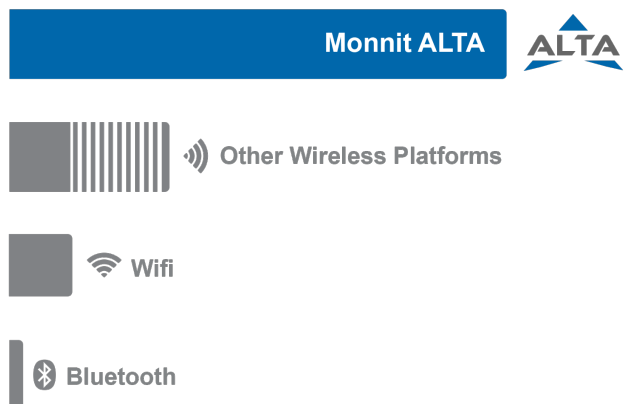 Monnit ALTA
ALTA
Other Wireless Platforms
Wifi
Bluetooth